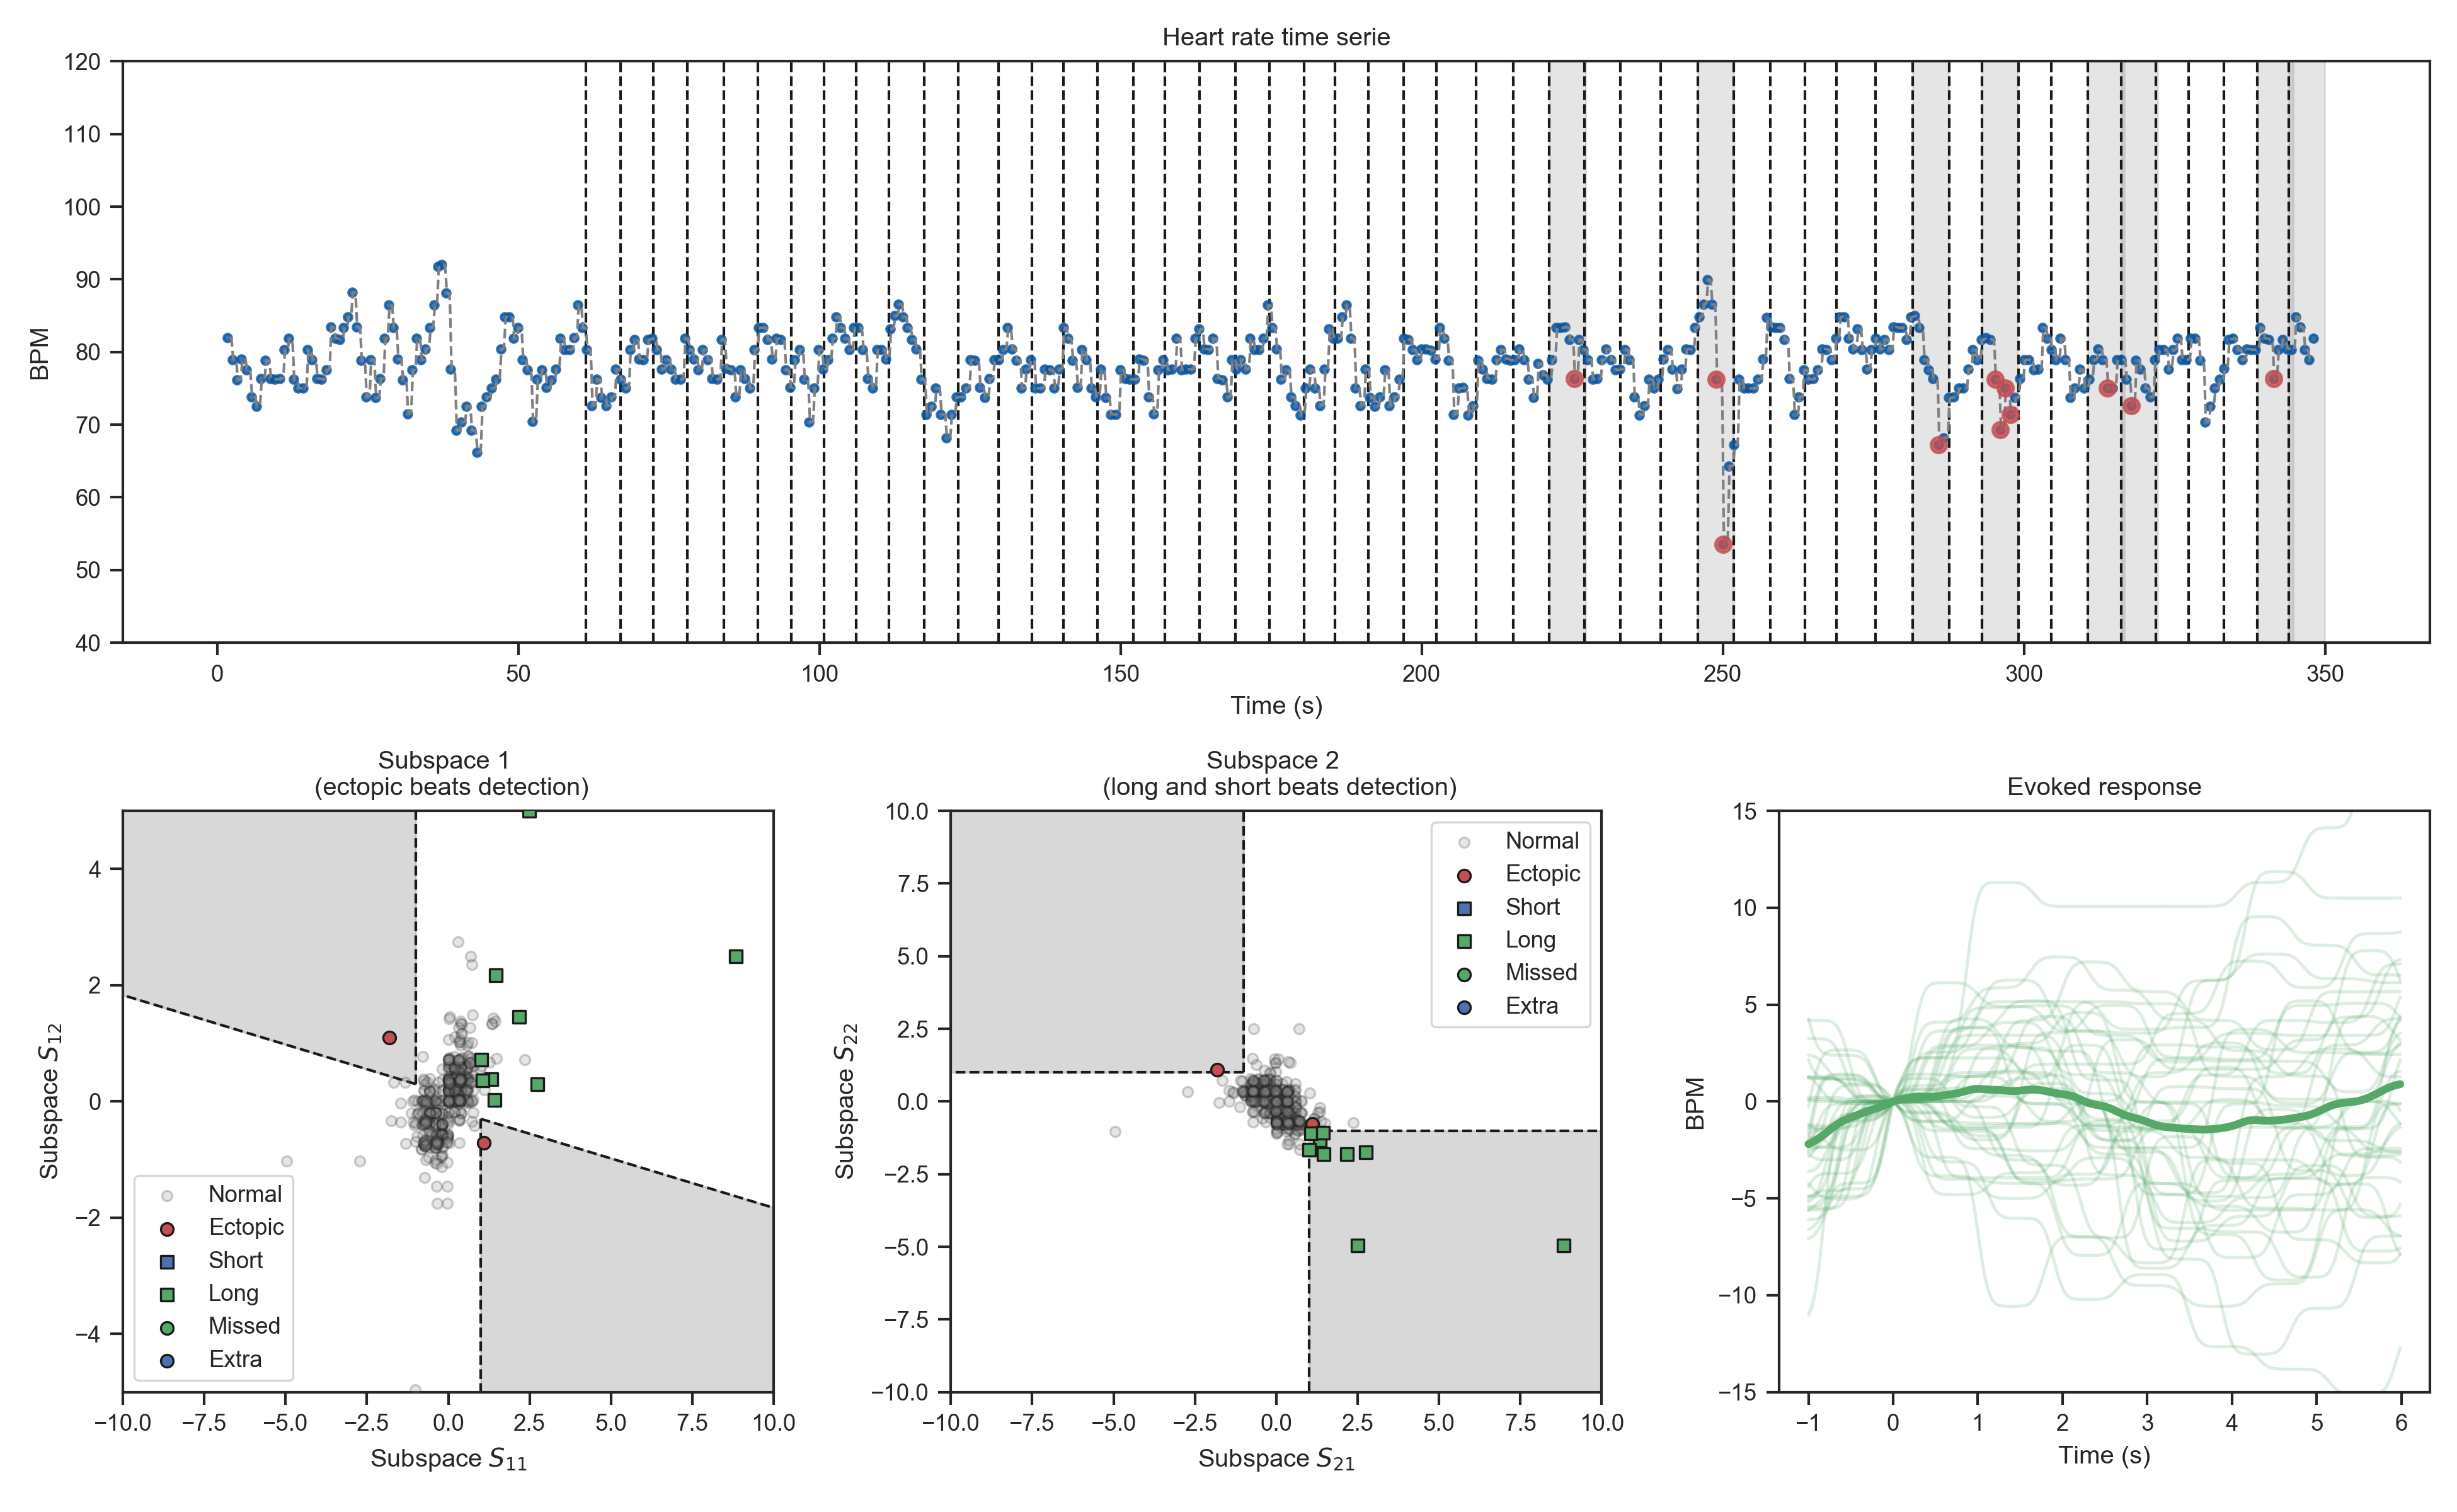 Heart rate time serie
120
110
100
90
80
70
60
50
40
BPM
0
50
100
150
200
250
300
350
Time (s)
Subspace 1
(ectopic beats detection)
4
2
0
−2
−4
Subspace S12
Normal
Ectopic
Short
Long
Missed
Extra
−10.0
−7.5
−5.0
−2.5
0.0
2.5
5.0
7.5
10.0
Subspace S11
Subspace 2
(long and short beats detection)
10.0
7.5
5.0
2.5
0.0
−2.5
−5.0
−7.5
−10.0
Subspace S22
Normal
Ectopic
Short
Long
Missed
Extra
−10.0
−7.5
−5.0
−2.5
0.0
2.5
5.0
7.5
10.0
Subspace S21
Evoked response
15
10
5
0
−5
−10
−15
BPM
−1
0
1
2
3
4
5
6
Time (s)